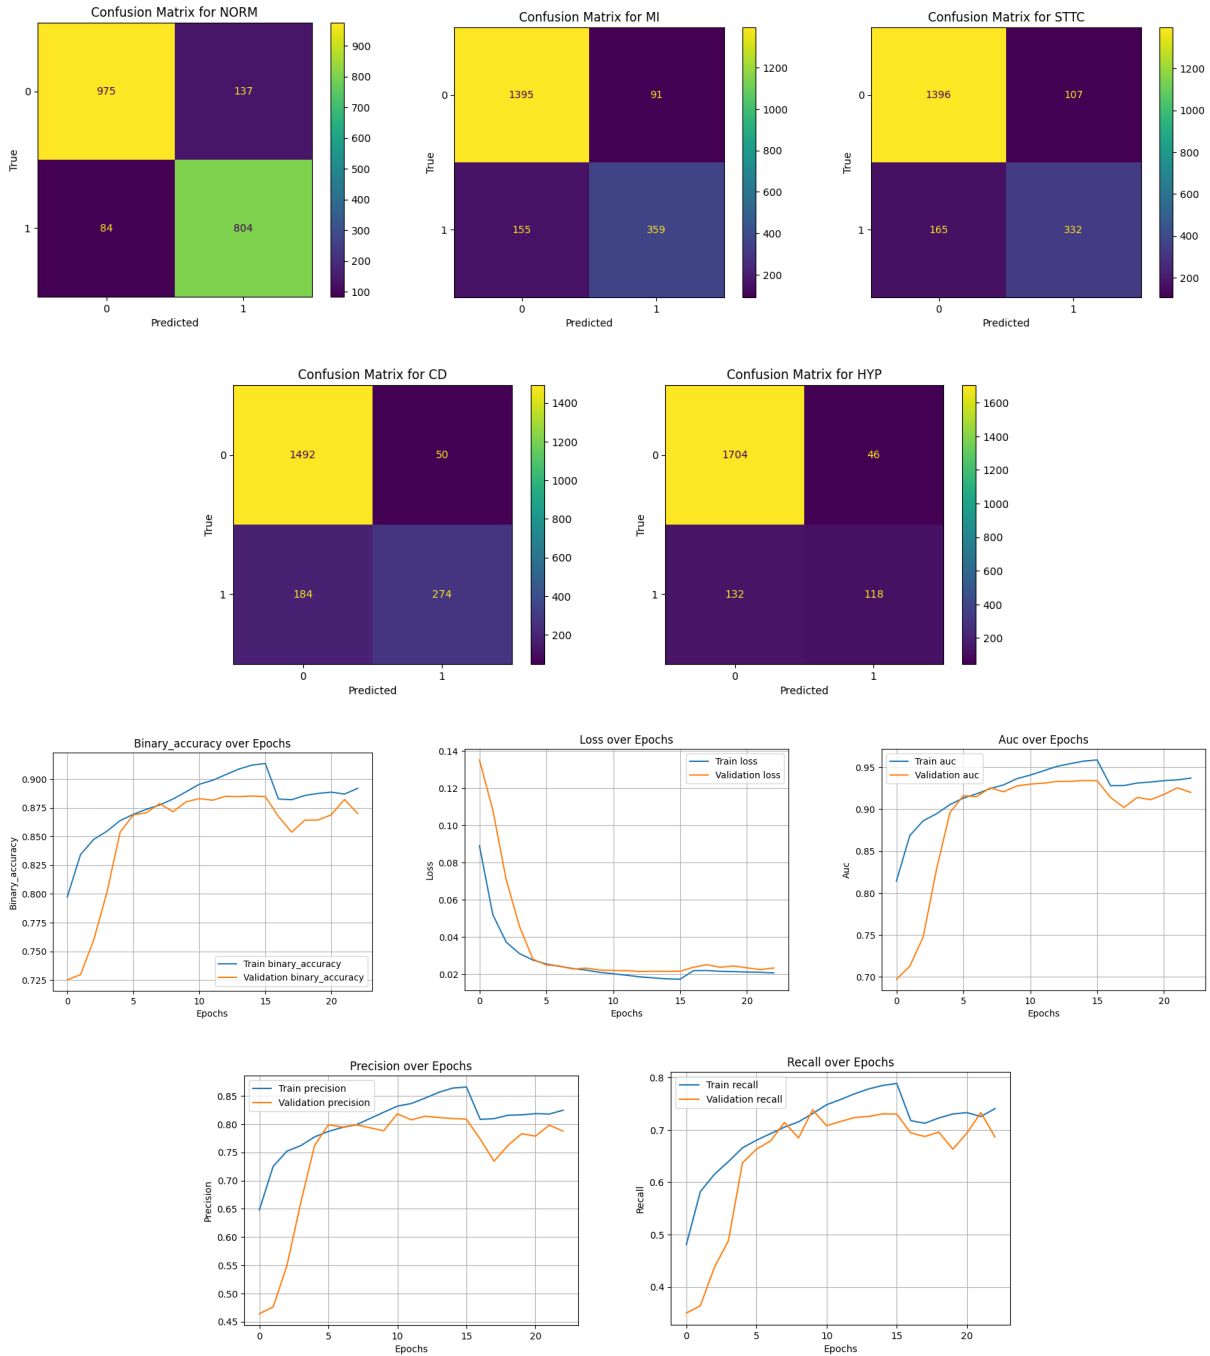 Confusion Matrix for NORM
975
137
84
804
0
1
True
0
1
Predicted
900
800
700
600
500
400
300
200
100
Confusion Matrix for MI
1395
91
155
359
0
1
True
0
1
Predicted
1200
1000
800
600
400
200
Confusion Matrix for STTC
1396
107
165
332
0
1
True
0
1
Predicted
1200
1000
800
600
400
200
Confusion Matrix for CD
1492
50
184
274
0
1
True
0
1
Predicted
1400
1200
1000
800
600
400
200
Confusion Matrix for HYP
1704
46
132
118
0
1
True
0
1
Predicted
1600
1400
1200
1000
800
600
400
200
Binary_accuracy over Epochs
0.900
0.875
0.850
0.825
0.800
0.775
0.750
0.725
Binary_accuracy
Train binary_accuracy
Validation binary_accuracy
0 5 10 15 20
Epochs
Loss over Epochs
0.14
0.12
0.10
0.08
0.06
0.04
0.02
Loss
Train loss
Validation loss
0 5 10 15 20
Epochs
Auc over Epochs
0.95
0.90
0.85
0.80
0.75
0.70
Auc
Train auc
Validation auc
0 5 10 15 20
Epochs
Precision over Epochs
0.85
0.80
0.75
0.70
0.65
0.60
0.55
0.50
0.45
Precision
Train precision
Validation precision
0 5 10 15 20
Epochs
Recall over Epochs
0.8
0.7
0.6
0.5
0.4
Recall
Train recall
Validation recall
0 5 10 15 20
Epochs